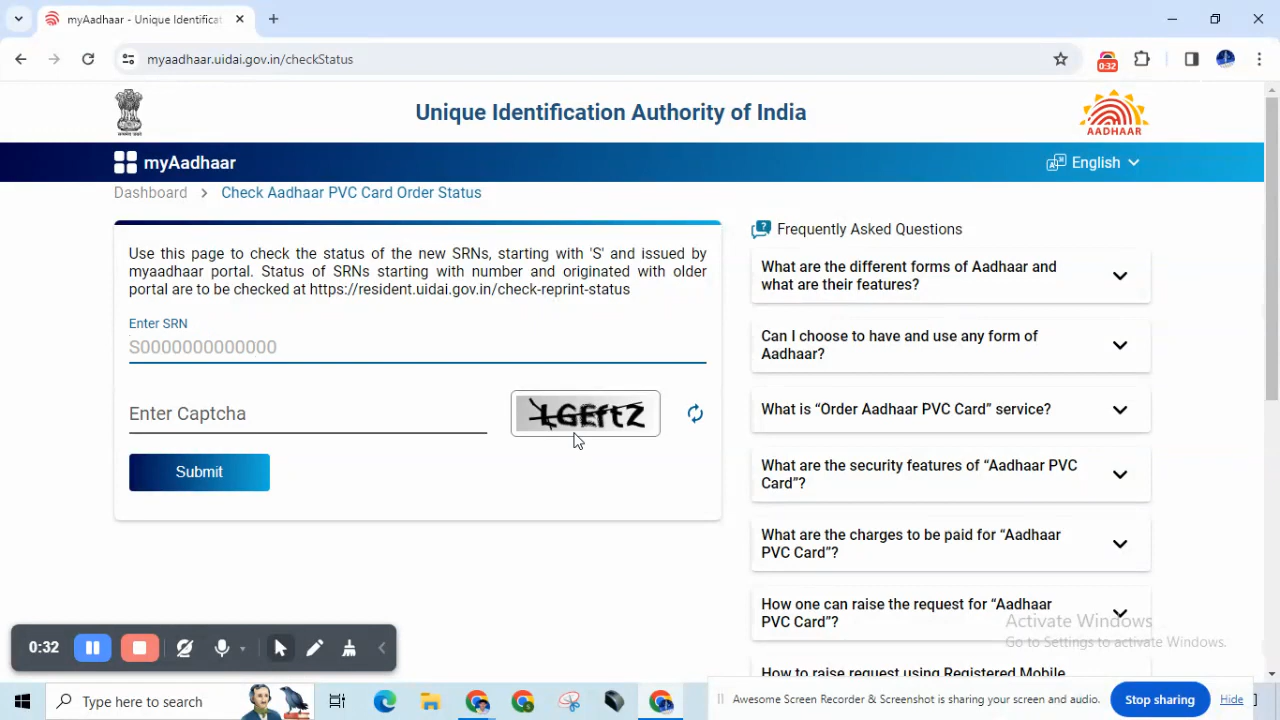 myAadhaar - Unique Identificat
myaadhaar.uidai.gov.in/checkStatus
0:32
Unique Identification Authority of India
AADHAAR
myAadhaar
English
Dashboard > Check Aadhaar PVC Card Order Status
Use this page to check the status of the new SRNs, starting with 'S' and issued by
myaadhaar portal. Status of SRNs starting with number and originated with older
portal are to be checked at https://resident.uidai.gov.in/check-reprint-status
Enter SRN
S0000000000000
Enter Captcha
LGEftZ
Submit
Frequently Asked Questions
What are the different forms of Aadhaar and
what are their features?
Can I choose to have and use any form of
Aadhaar?
What is “Order Aadhaar PVC Card” service?
What are the security features of “Aadhaar PVC
Card”?
What are the charges to be paid for “Aadhaar
PVC Card”?
How one can raise the request for “Aadhaar
PVC Card”?
How to raise request using Registered Mobile
Activate Windows
Go to Settings to activate Windows.
0:32
Type here to search
Awesome Screen Recorder & Screenshot is sharing your screen and audio.
Stop sharing
Hide